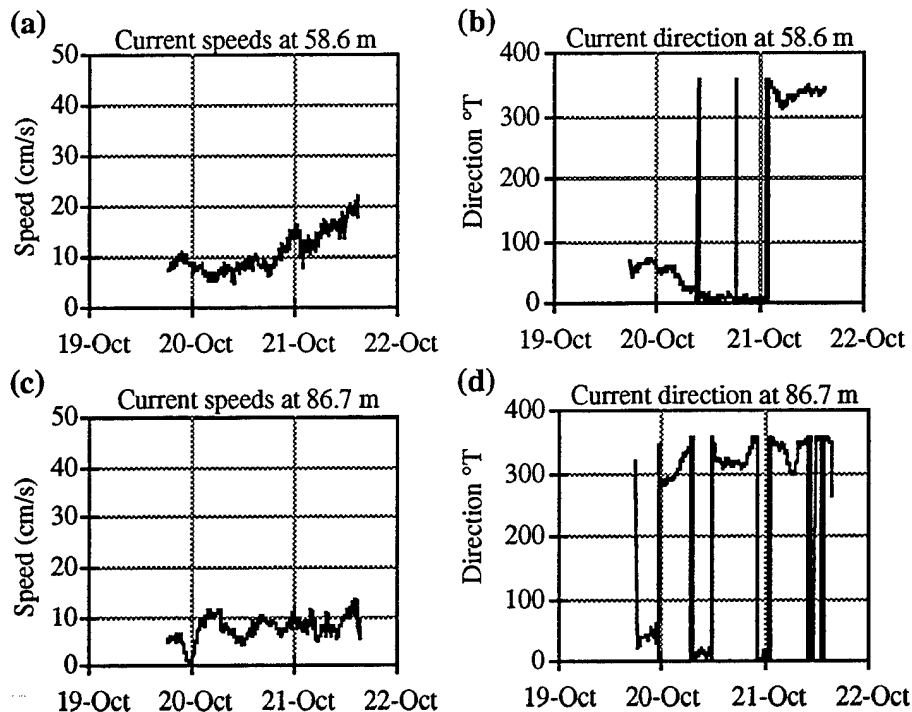 (a)
Current speeds at 58.6 m
50
40
30
20
10
0
Speed (cm/s)
19-Oct 20-Oct 21-Oct 22-Oct
(b)
Current direction at 58.6 m
400
300
200
100
0
Direction °T
19-Oct 20-Oct 21-Oct 22-Oct
(c)
Current speeds at 86.7 m
50
40
30
20
10
0
Speed (cm/s)
19-Oct 20-Oct 21-Oct 22-Oct
(d)
Current direction at 86.7 m
400
300
200
100
0
Direction °T
19-Oct 20-Oct 21-Oct 22-Oct